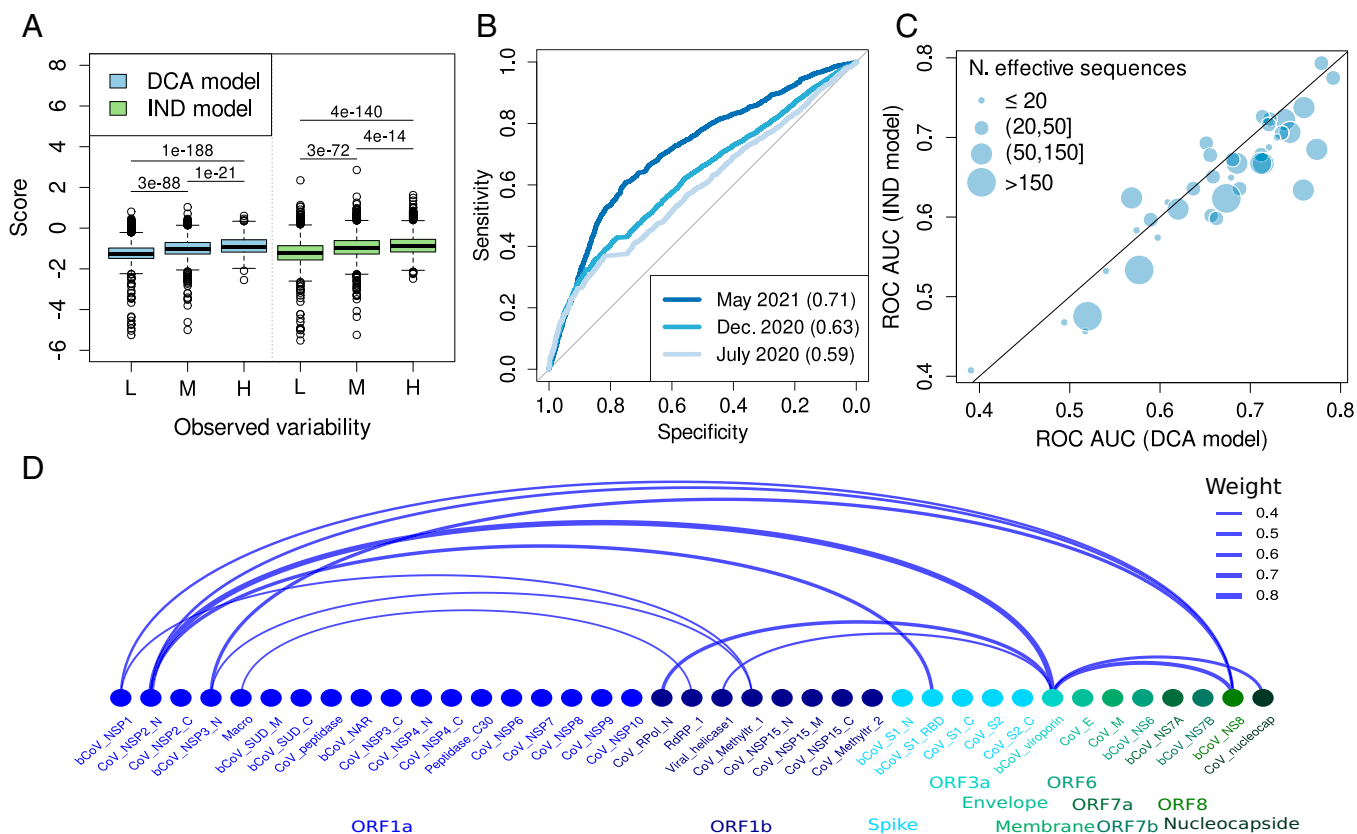 A
8
6
4
2
0
-2
-4
-6
Score
DCA model
IND model
1e-188
3e-88
1e-21
4e-140
3e-72
4e-14
L
M
H
L
M
H
Observed variability
B
1.0
0.8
0.6
0.4
0.2
0.0
Sensitivity
May 2021 (0.71)
Dec. 2020 (0.63)
July 2020 (0.59)
1.0
0.8
0.6
0.4
0.2
0.0
Specificity
C
0.8
0.7
0.6
0.5
0.4
ROC AUC (IND model)
N. effective sequences
≤ 20
(20,50]
(50,150]
>150
0.4
0.5
0.6
0.7
0.8
ROC AUC (DCA model)
D
Weight
0.4
0.5
0.6
0.7
0.8
bCoV_NSP1
CoV_NSP2_N
CoV_NSP2_C
bCoV_NSP3_N
Macro
bCoV_SUD_M
bCoV_SUD_C
CoV_peptidase
bCoV_NAR
CoV_NSP3_C
CoV_NSP4_N
CoV_NSP4_C
Peptidase_C30
CoV_NSP6
CoV_NSP7
CoV_NSP8
CoV_NSP9
CoV_NSP10
CoV_RPol_N
RdRP_1
Viral_helicase1
CoV_Methyltr_1
CoV_NSP15_N
CoV_NSP15_M
CoV_NSP15_C
CoV_Methyltr_2
bCoV_S1_N
bCoV_S1_RBD
CoV_S1_C
CoV_S2
CoV_S2_C
bCoV_viroporin
CoV_E
CoV_M
bCoV_NS6
bCoV_NS7A
bCoV_NS7B
bCoV_NS8
CoV_nucleocap
ORF3a
ORF6
Envelope
ORF7a
ORF8
ORF1a
ORF1b
Spike
Membrane
ORF7b
Nucleocapside